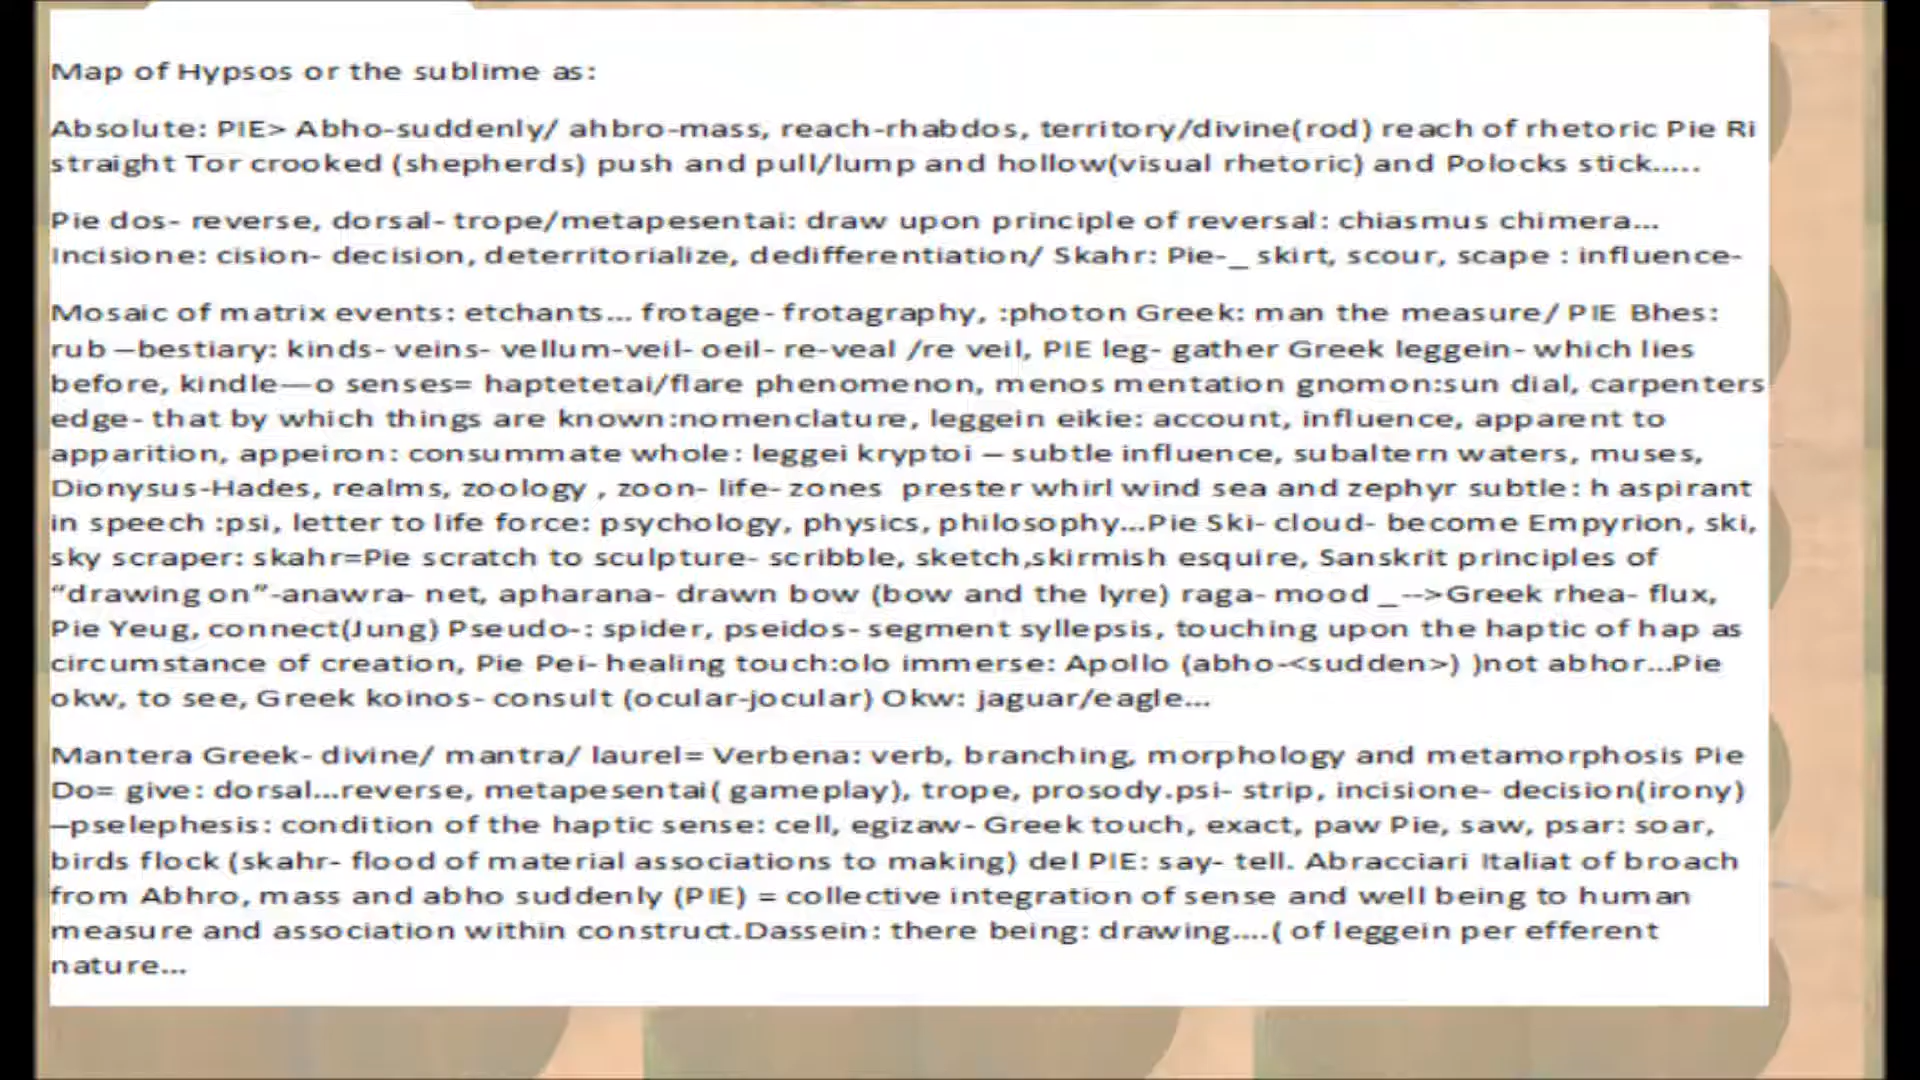 Map of Hypsos or the sublime as:
Absolute: PIE> Abho-suddenly/ ahbro-mass, reach-rhabdos, territory/divine(rod) reach of rhetoric Pie Ri
straight Tor crooked (shepherds) push and pull/lump and hollow(visual rhetoric) and Polocks stick.....
Pie dos- reverse, dorsal- trope/metapesentai: draw upon principle of reversal: chiasmus chimera...
Incisione: cision- decision, deterritorialize, dedifferentiation/ Skahr: Pie-_ skirt, scour, scape : influence-
Mosaic of matrix events: etchants... frotage- frotagraphy, :photon Greek: man the measure/ PIE Bhes:
rub –bestiary: kinds- veins- vellum-veil- oeil- re-veal /re veil, PIE leg- gather Greek leggein- which lies
before, kindle—o senses= haptetetai/flare phenomenon, menos mentation gnomon:sun dial, carpenters
edge- that by which things are known:nomenclature, leggein eikie: account, influence, apparent to
apparition, appeiron: consummate whole: leggei kryptoi – subtle influence, subaltern waters, muses,
Dionysus-Hades, realms, zoology , zoon- life- zones  prester whirl wind sea and zephyr subtle: h aspirant
in speech :psi, letter to life force: psychology, physics, philosophy...Pie Ski- cloud- become Empyrion, ski,
sky scraper: skahr=Pie scratch to sculpture- scribble, sketch,skirmish esquire, Sanskrit principles of
“drawing on”-anawra- net, apharana- drawn bow (bow and the lyre) raga- mood _-->Greek rhea- flux,
Pie Yeug, connect(Jung) Pseudo-: spider, pseidos- segment syllepsis, touching upon the haptic of hap as
circumstance of creation, Pie Pei- healing touch:olo immerse: Apollo (abho-<sudden>) )not abhor...Pie
okw, to see, Greek koinos- consult (ocular-jocular) Okw: jaguar/eagle...
Mantera Greek- divine/ mantra/ laurel= Verbena: verb, branching, morphology and metamorphosis Pie
Do= give: dorsal...reverse, metapesentai( gameplay), trope, prosody.psi- strip, incisione- decision(irony)
–pselephesis: condition of the haptic sense: cell, egizaw- Greek touch, exact, paw Pie, saw, psar: soar,
birds flock (skahr- flood of material associations to making) del PIE: say- tell. Abracciari Italiat of broach
from Abhro, mass and abho suddenly (PIE) = collective integration of sense and well being to human
measure and association within construct.Dassein: there being: drawing....( of leggein per efferent
nature...